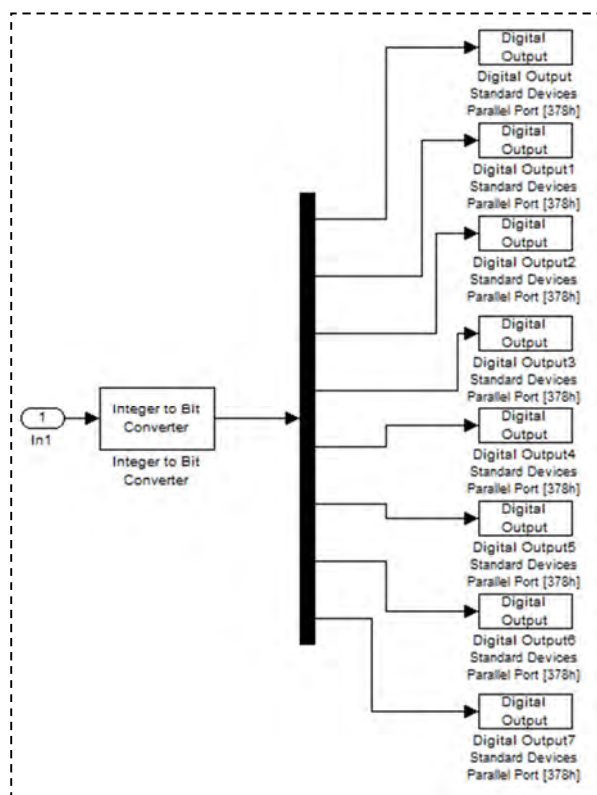 Digital
Output
Digital Output
Standard Devices
Parallel Port [378h]
Digital
Output
Digital Output1
Standard Devices
Parallel Port [378h]
Digital
Output
Digital Output2
Standard Devices
Parallel Port [378h]
Digital
Output
Digital Output3
Standard Devices
Parallel Port [378h]
1
In1
Integer to Bit
Converter
Integer to Bit
Converter
Digital
Output
Digital Output4
Standard Devices
Parallel Port [378h]
Digital
Output
Digital Output5
Standard Devices
Parallel Port [378h]
Digital
Output
Digital Output6
Standard Devices
Parallel Port [378h]
Digital
Output
Digital Output7
Standard Devices
Parallel Port [378h]